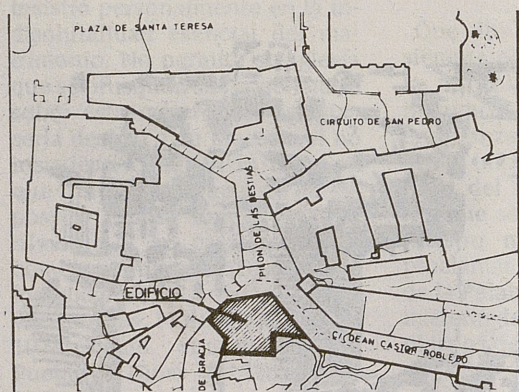 PLAZA DE SANTA TERESA
CIRCUITO DE SAN PEDRO
PILON DE LAS BESTIAS
EDIFICIO
C/ DEAN CASTOR ROBLEDO
DE GRACIA